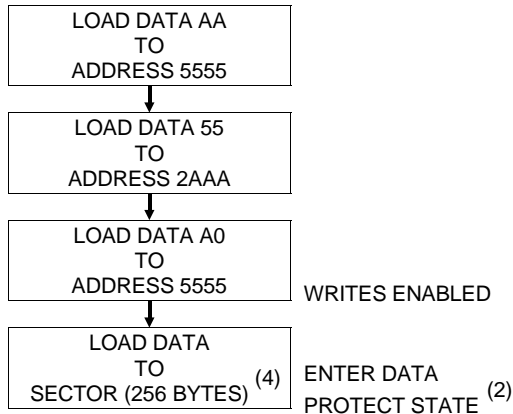 LOAD DATA AA
TO
ADDRESS 5555
LOAD DATA 55
TO
ADDRESS 2AAA
LOAD DATA A0
TO
ADDRESS 5555
WRITES ENABLED
LOAD DATA
TO
SECTOR (256 BYTES) (4)
ENTER DATA
PROTECT STATE (2)